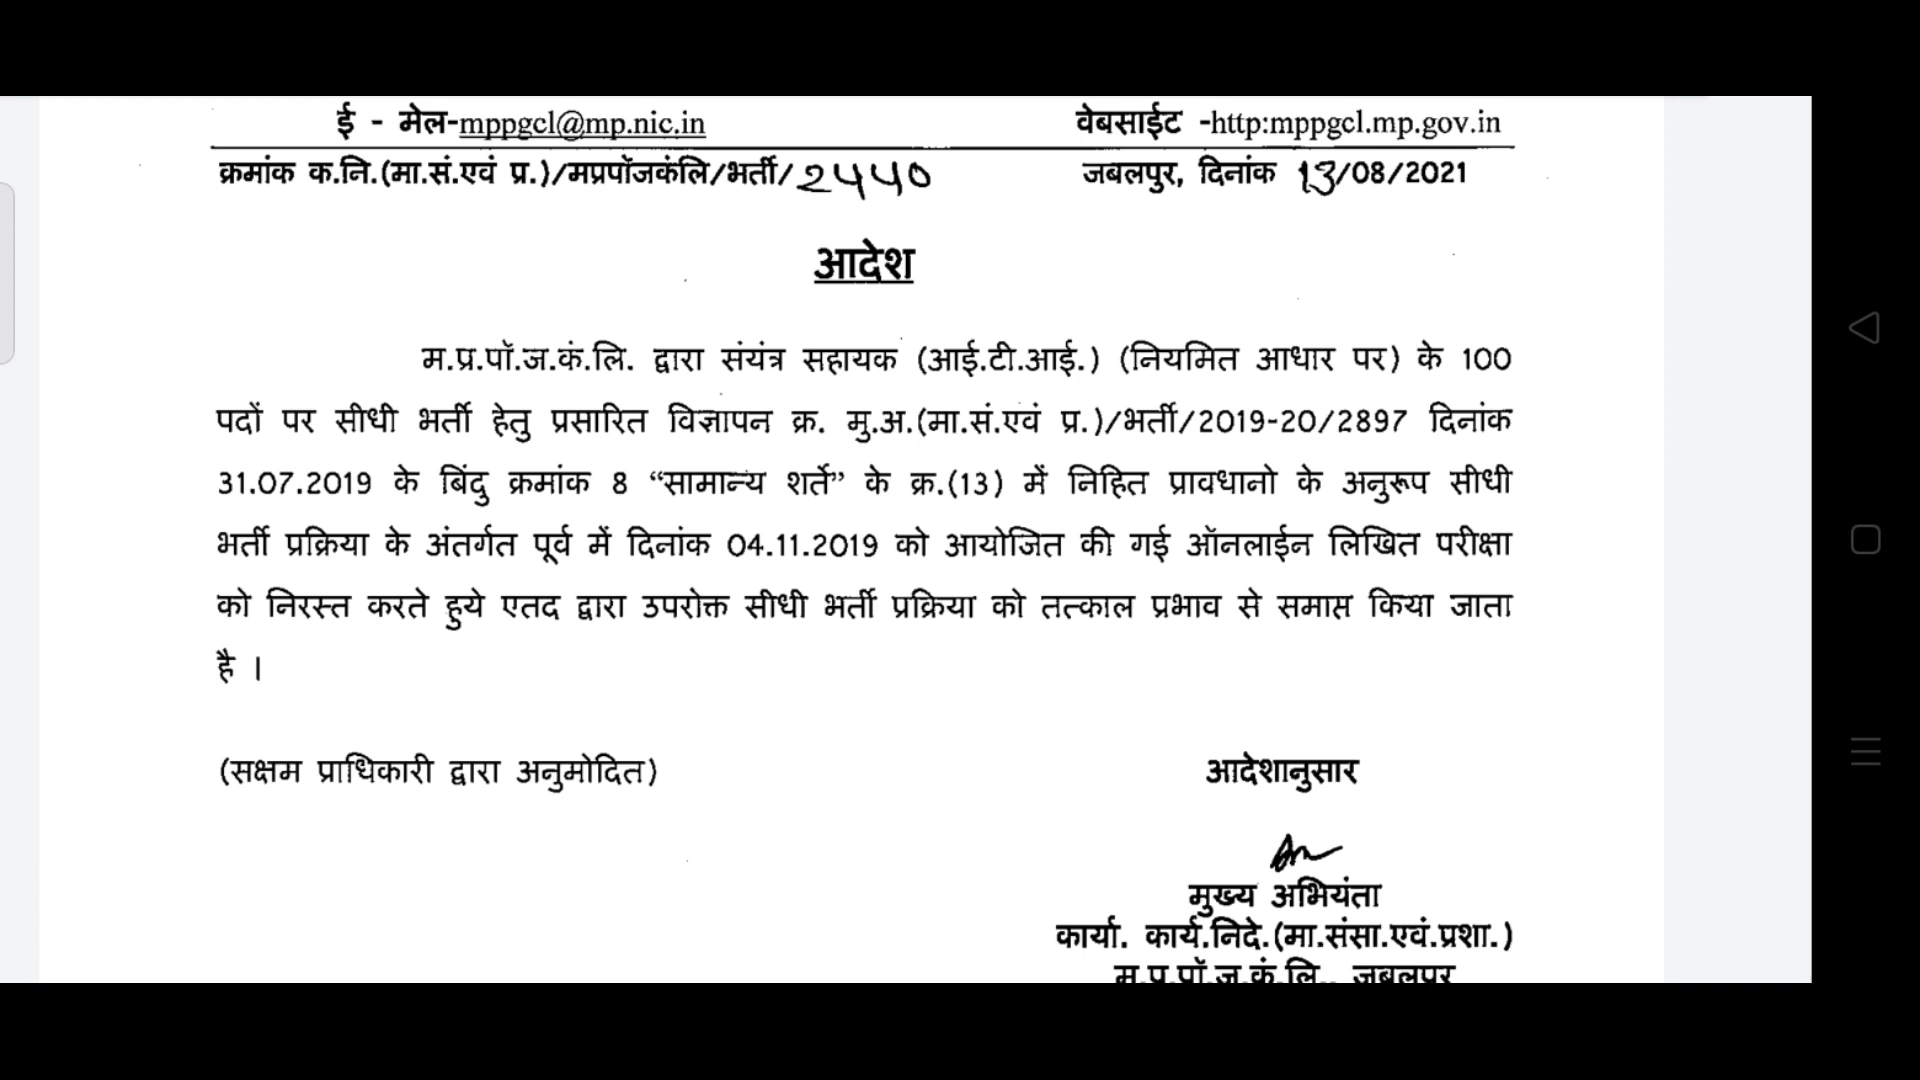 ई - मेल-mppgcl@mp.nic.in वेबसाईट -http:mppgcl.mp.gov.in
क्रमांक क.नि.(मा.सं.एवं प्र.)/मप्रपॉजकंलि/भर्ती/2440 जबलपुर, दिनांक 13/08/2021
आदेश
म.प्र.पॉ.ज.कं.लि. द्वारा संयंत्र सहायक (आई.टी.आई.) (नियमित आधार पर) के 100
पदों पर सीधी भर्ती हेतु प्रसारित विज्ञापन क्र. मु.अ.(मा.सं.एवं प्र.)/भर्ती/2019-20/2897 दिनांक
31.07.2019 के बिंदु क्रमांक 8 “सामान्य शर्ते” के क्र.(13) में निहित प्रावधानो के अनुरूप सीधी
भर्ती प्रक्रिया के अंतर्गत पूर्व में दिनांक 04.11.2019 को आयोजित की गई ऑनलाईन लिखित परीक्षा
को निरस्त करते हुये एतद द्वारा उपरोक्त सीधी भर्ती प्रक्रिया को तत्काल प्रभाव से समाप्त किया जाता
है ।
(सक्षम प्राधिकारी द्वारा अनुमोदित) आदेशानुसार
मुख्य अभियंता
कार्या. कार्य.निदे.(मा.संसा.एवं.प्रशा.)
म.प्र.पॉ.ज.कं.लि., जबलपुर